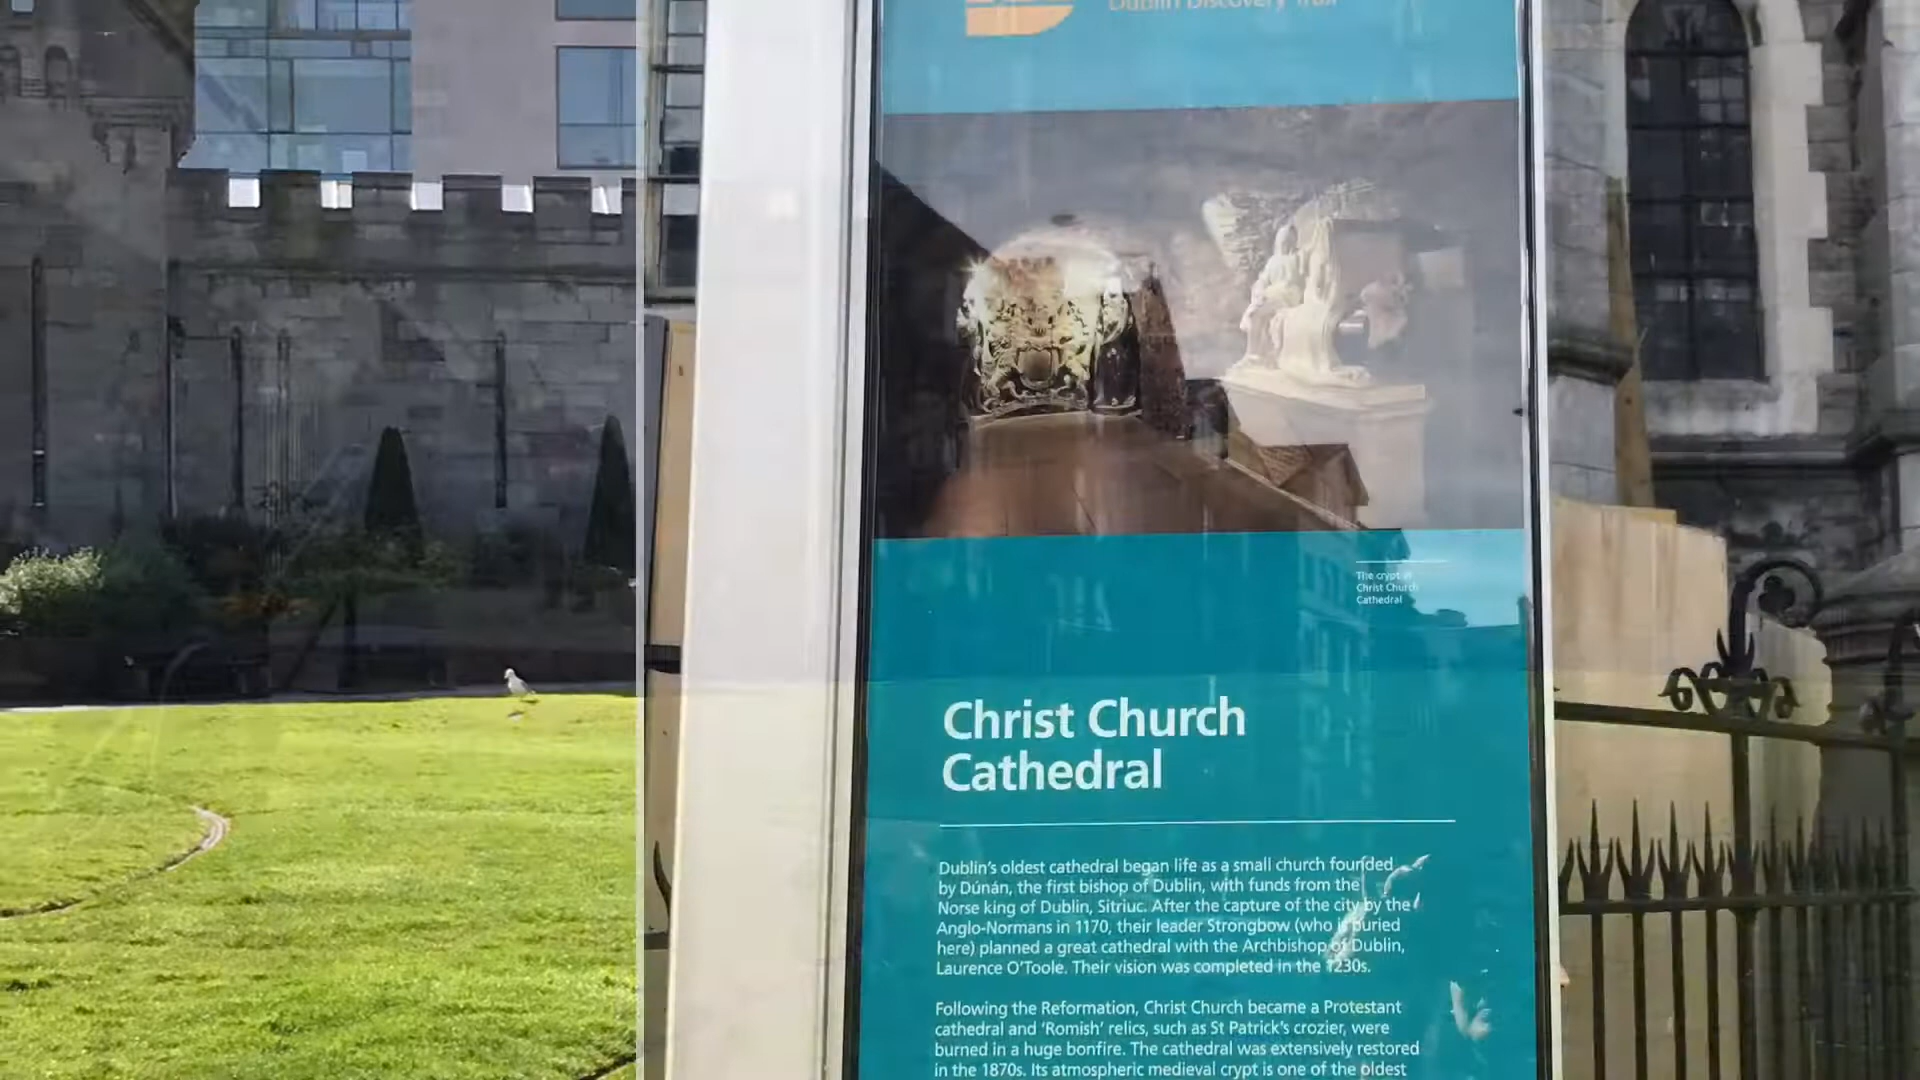 Dublin Discovery Trail
The crypt in
Christ Church
Cathedral
Christ Church
Cathedral
Dublin's oldest cathedral began life as a small church founded
by Dúnán, the first bishop of Dublin, with funds from the
Norse king of Dublin, Sitriuc. After the capture of the city by the
Anglo-Normans in 1170, their leader Strongbow (who is buried
here) planned a great cathedral with the Archbishop of Dublin,
Laurence O'Toole. Their vision was completed in the 1230s.
Following the Reformation, Christ Church became a Protestant
cathedral and 'Romish' relics, such as St Patrick's crozier, were
burned in a huge bonfire. The cathedral was extensively restored
in the 1870s. Its atmospheric medieval crypt is one of the oldest